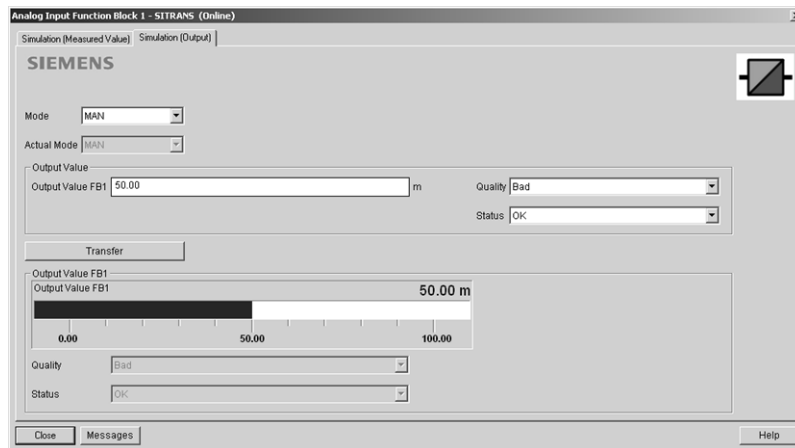 Analog Input Function Block 1 - SITRANS (Online)
Simulation (Measured Value) Simulation (Output)
SIEMENS
Mode MAN
Actual Mode MAN
Output Value
Output Value FB1 50.00 m Quality Bad
Status OK
Transfer
Output Value FB1
Output Value FB1 50.00 m
0.00 50.00 100.00
Quality Bad
Status OK
Close Messages Help